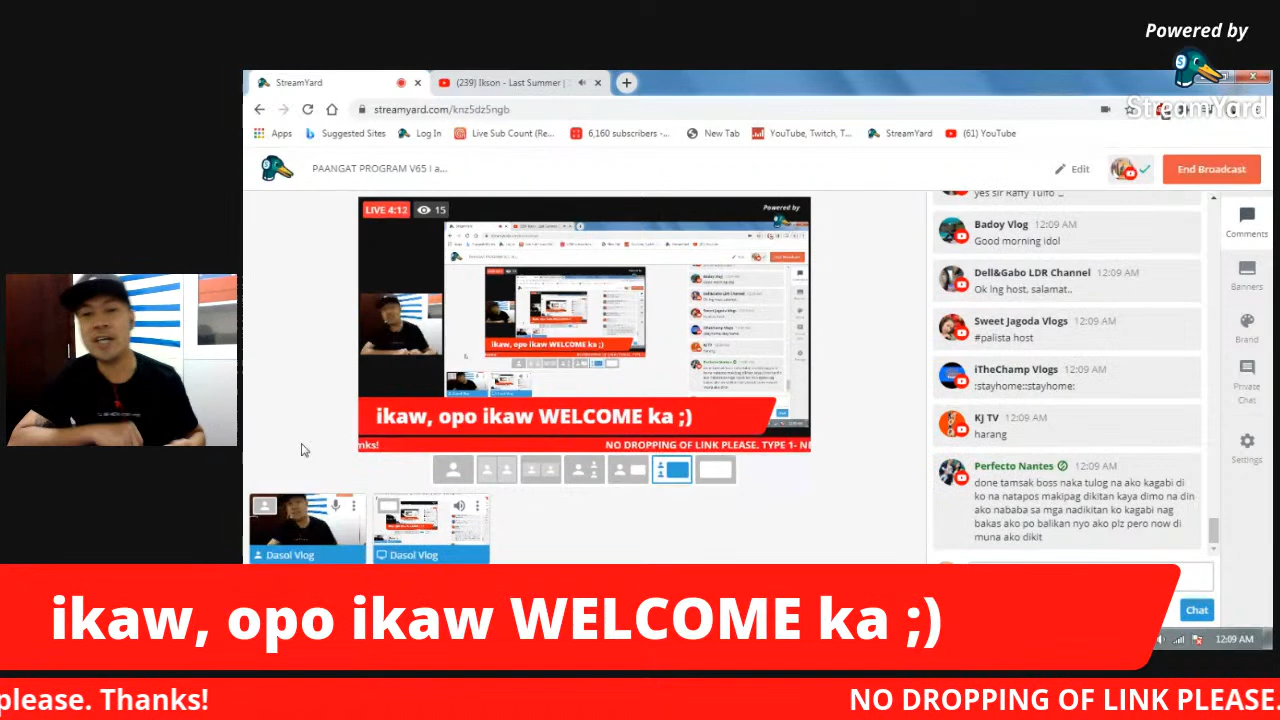 Powered by
StreamYard
StreamYard
(239) Ikson - Last Summer |
streamyard.com/knz5dz5ngb
Apps
Suggested Sites
Log In
Live Sub Count (Re...
6,160 subscribers -...
New Tab
YouTube, Twitch, T...
StreamYard
(61) YouTube
PAANGAT PROGRAM V65 I a...
Edit
End Broadcast
LIVE 4:12
15
Powered by
ikaw, opo ikaw WELCOME ka ;)
ikaw, opo ikaw WELCOME ka ;)
nks!
NO DROPPING OF LINK PLEASE. TYPE 1- N
Dasol Vlog
Dasol Vlog
yes sir Raffy Tulfo ...
Badoy Vlog 12:09 AM
Good morning idol
Dell&Gabo LDR Channel 12:09 AM
Ok lng host, salamat..
Sweet Jagoda Vlogs 12:09 AM
#palista host
iTheChamp Vlogs 12:09 AM
:stayhome::stayhome:
KJ TV 12:09 AM
harang
Perfecto Nantes 12:09 AM
done tamsak boss naka tulog na ako kagabi di
ko na natapos makipag dikitan kaya dimo na din
ako nababa sa mga nadikitan ko kagabi nag
bakas ako po balikan nyo ako plz pero now di
muna ako dikit
Comments
Banners
Brand
Private
Chat
Settings
Chat
12:09 AM
ikaw, opo ikaw WELCOME ka ;)
please. Thanks!
NO DROPPING OF LINK PLEASE.